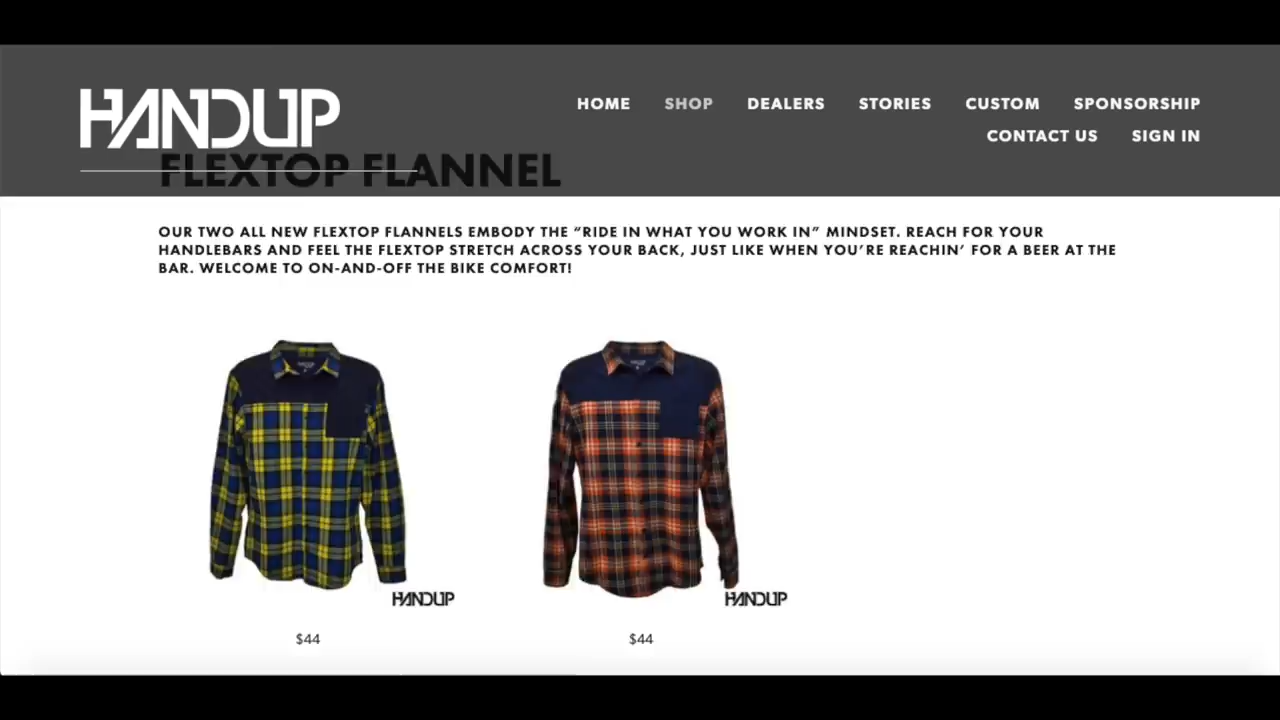 HANDUP
HOME SHOP DEALERS STORIES CUSTOM SPONSORSHIP
CONTACT US SIGN IN
FLEXTOP FLANNEL
OUR TWO ALL NEW FLEXTOP FLANNELS EMBODY THE “RIDE IN WHAT YOU WORK IN” MINDSET. REACH FOR YOUR
HANDLEBARS AND FEEL THE FLEXTOP STRETCH ACROSS YOUR BACK, JUST LIKE WHEN YOU’RE REACHIN’ FOR A BEER AT THE
BAR. WELCOME TO ON-AND-OFF THE BIKE COMFORT!
HANDUP
HANDUP
$44
$44